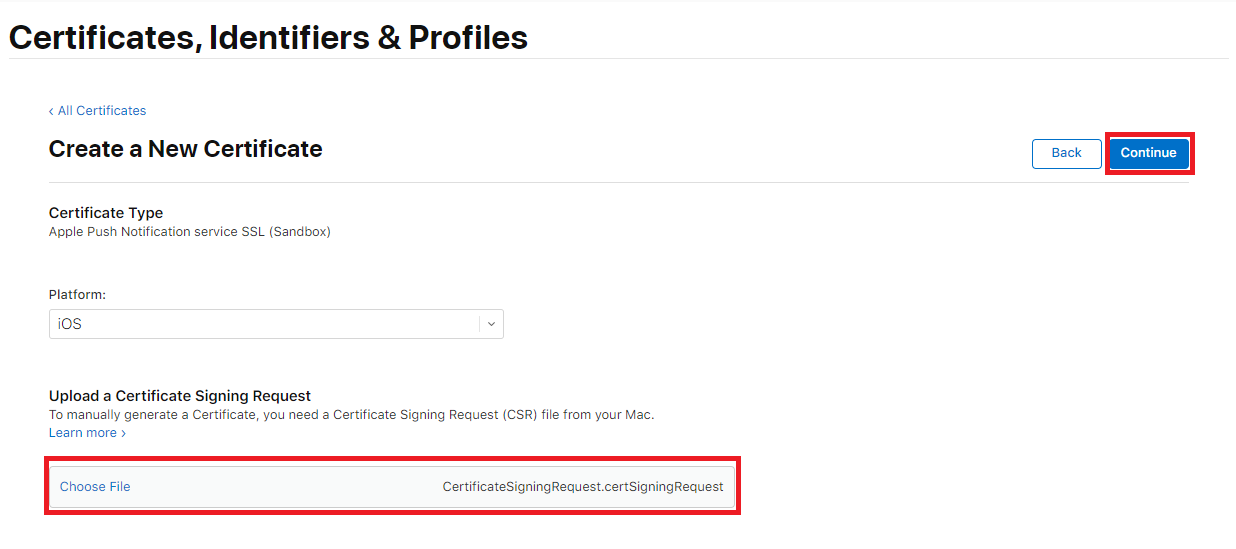 Certificates, Identifiers & Profiles
‹ All Certificates
Create a New Certificate
Back
Continue
Certificate Type
Apple Push Notification service SSL (Sandbox)
Platform:
iOS
Upload a Certificate Signing Request
To manually generate a Certificate, you need a Certificate Signing Request (CSR) file from your Mac.
Learn more ›
Choose File
CertificateSigningRequest.certSigningRequest